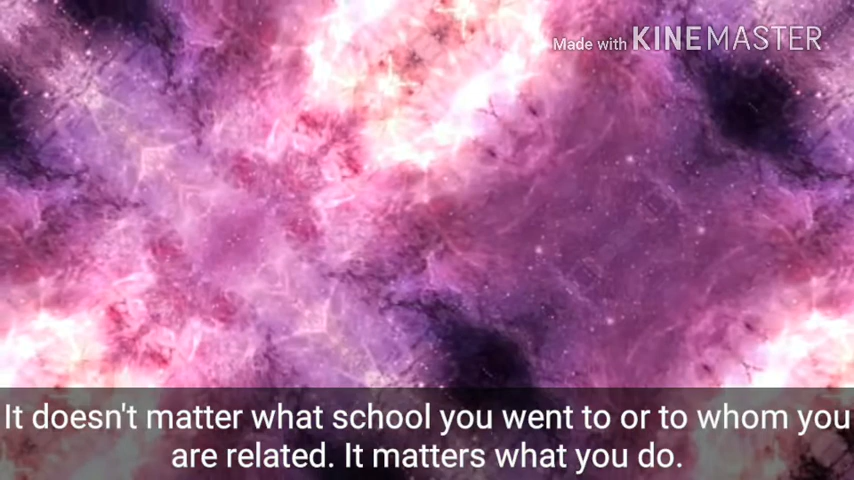 Made with KINEMASTER
It doesn't matter what school you went to or to whom you
are related. It matters what you do.